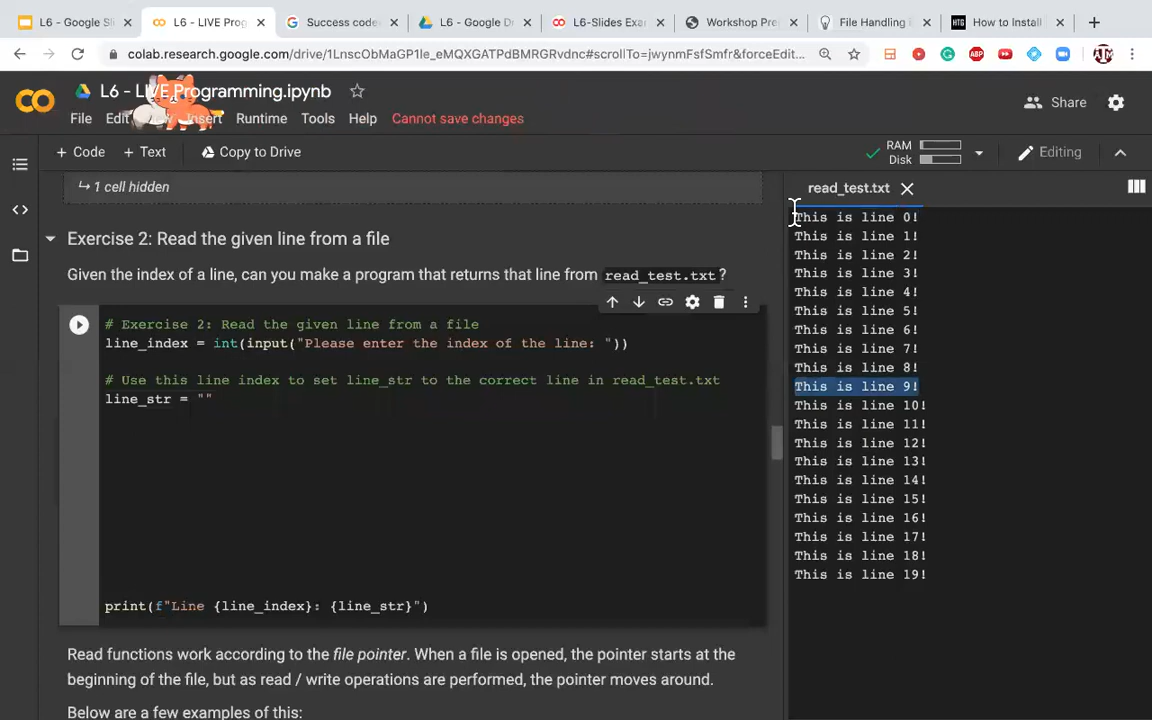 L6 - Google Sl
L6 - LIVE Prog
Success code
L6 - Google D
L6-Slides Exa
Workshop Pre
File Handling
How to Install
colab.research.google.com/drive/1LnscObMaGP1Ie_eMQXGATPdBMRGRvdnc#scrollTo=jwynmFsfSmfr&forceEdit...
L6 - LIVE Programming.ipynb
File Edit Insert Runtime Tools Help Cannot save changes
Share
+ Code + Text Copy to Drive
RAM
Disk
Editing
1 cell hidden
Exercise 2: Read the given line from a file
Given the index of a line, can you make a program that returns that line from read_test.txt?
# Exercise 2: Read the given line from a file
line_index = int(input("Please enter the index of the line: "))
# Use this line index to set line_str to the correct line in read_test.txt
line_str = ""
print(f"Line {line_index}: {line_str}")
Read functions work according to the file pointer. When a file is opened, the pointer starts at the
beginning of the file, but as read / write operations are performed, the pointer moves around.
Below are a few examples of this:
read_test.txt
This is line 0!
This is line 1!
This is line 2!
This is line 3!
This is line 4!
This is line 5!
This is line 6!
This is line 7!
This is line 8!
This is line 9!
This is line 10!
This is line 11!
This is line 12!
This is line 13!
This is line 14!
This is line 15!
This is line 16!
This is line 17!
This is line 18!
This is line 19!